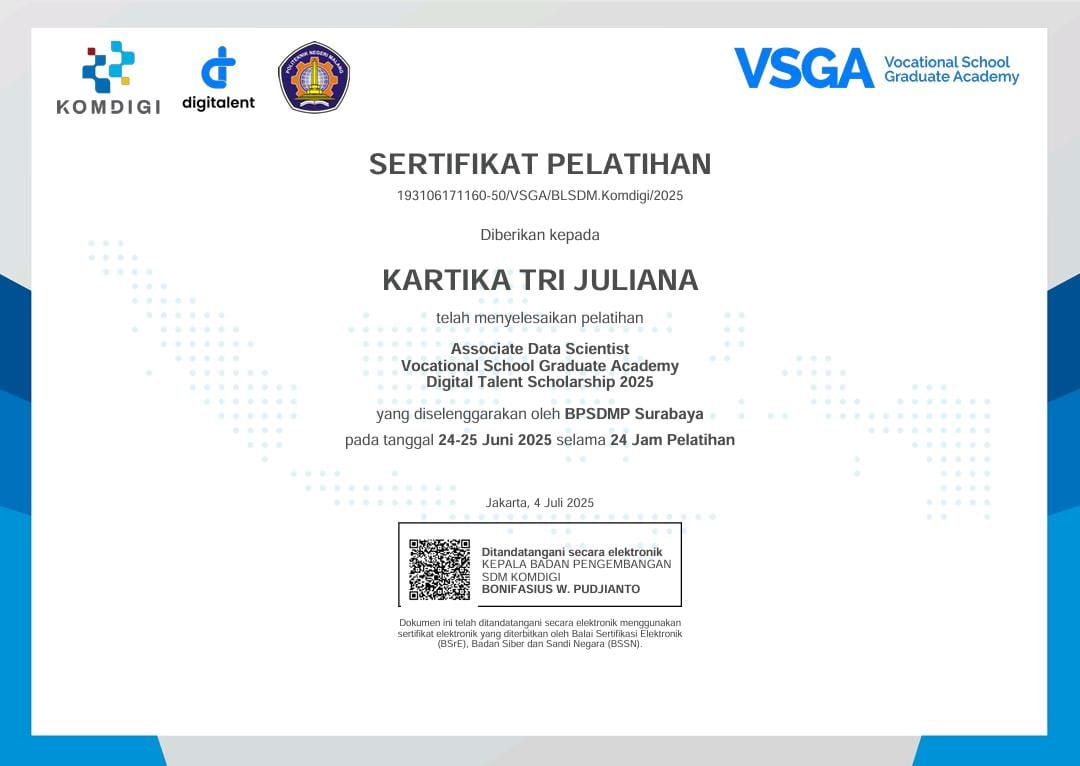 KOMDIGI
digitalent
POLITEKNIK NEGERI MALANG
VSGA
Vocational School
Graduate Academy
SERTIFIKAT PELATIHAN
193106171160-50/VSGA/BLSDM.Komdigi/2025
Diberikan kepada
KARTIKA TRI JULIANA
telah menyelesaikan pelatihan
Associate Data Scientist
Vocational School Graduate Academy
Digital Talent Scholarship 2025
yang diselenggarakan oleh BPSDMP Surabaya
pada tanggal 24-25 Juni 2025 selama 24 Jam Pelatihan
Jakarta, 4 Juli 2025
Ditandatangani secara elektronik
KEPALA BADAN PENGEMBANGAN
SDM KOMDIGI
BONIFASIUS W. PUDJIANTO
Dokumen ini telah ditandatangani secara elektronik menggunakan
sertifikat elektronik yang diterbitkan oleh Balai Sertifikasi Elektronik
(BSrE), Badan Siber dan Sandi Negara (BSSN).